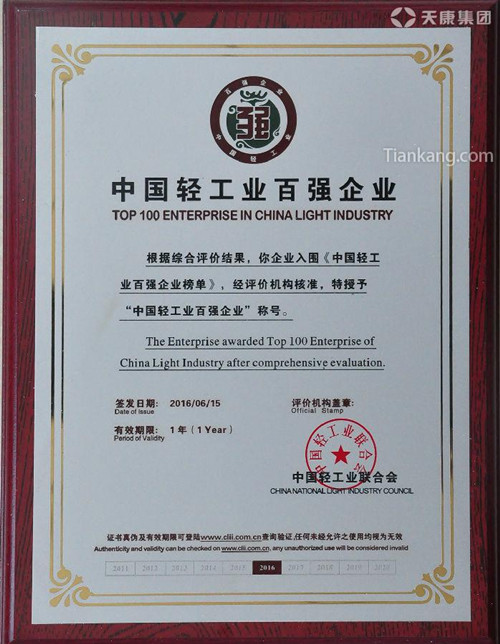 天康集团
百强企业
强
中国轻工业
Tiankang.com
中国轻工业百强企业
TOP 100 ENTERPRISE IN CHINA LIGHT INDUSTRY
根据综合评价结果，你企业入围《中国轻工
业百强企业榜单》，经评价机构核准，特授予
“中国轻工业百强企业”称号。
The Enterprise awarded Top 100 Enterprise of
China Light Industry after comprehensive evaluation.
签发日期： 2016/06/15 评价机构盖章：
Date of Issue Official Stamp
有效期限： 1年（1 Year）
Period of Validity
中国轻工业联合会
中国轻工业联合会
CHINA NATIONAL LIGHT INDUSTRY COUNCIL
证书真伪及有效期限可登陆www.clii.com.cn查询验证,任何未经允许之使用均视为无效
Authenticity and validity can be checked on www.clii.com.cn, any unauthorized use will be considered invalid
2011 2012 2013 2014 2015 2016 2017 2018 2019 2020